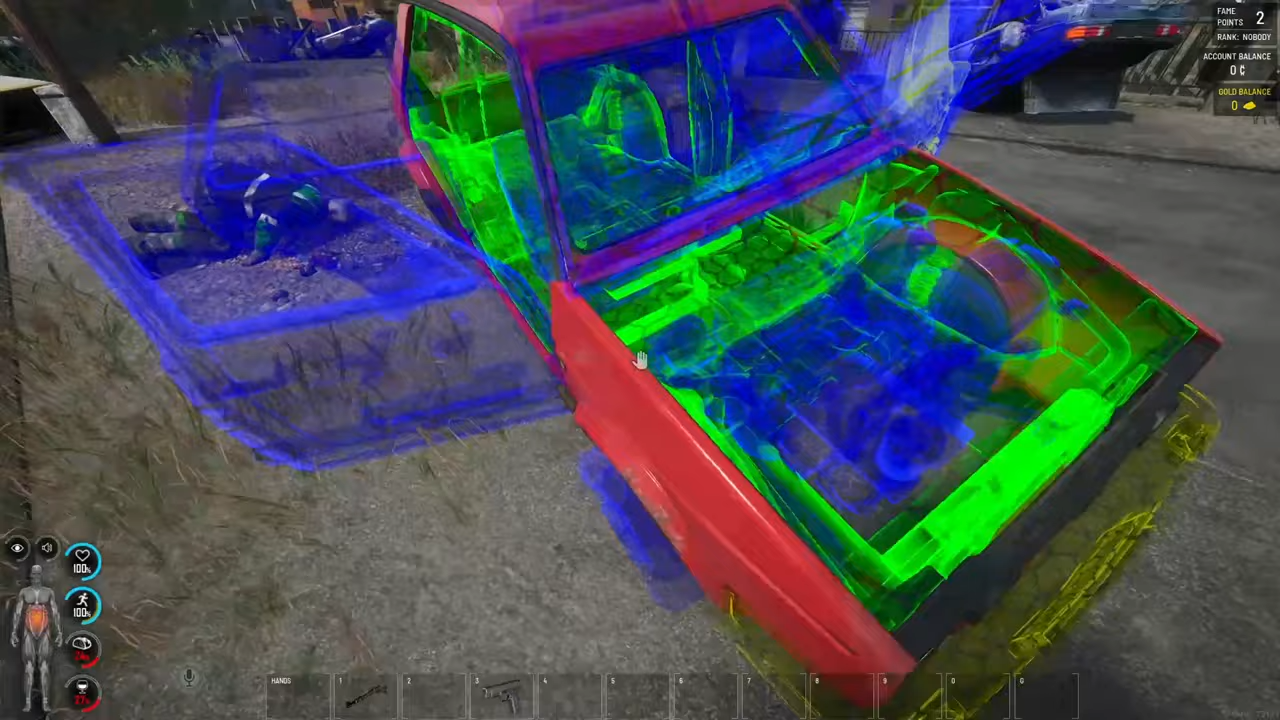 FAME
POINTS 2
RANK: NOBODY
ACCOUNT BALANCE
0 ₵
GOLD BALANCE
0
100%
100%
27%
HANDS 1 2 3 4 5 6 7 8 9 0 G